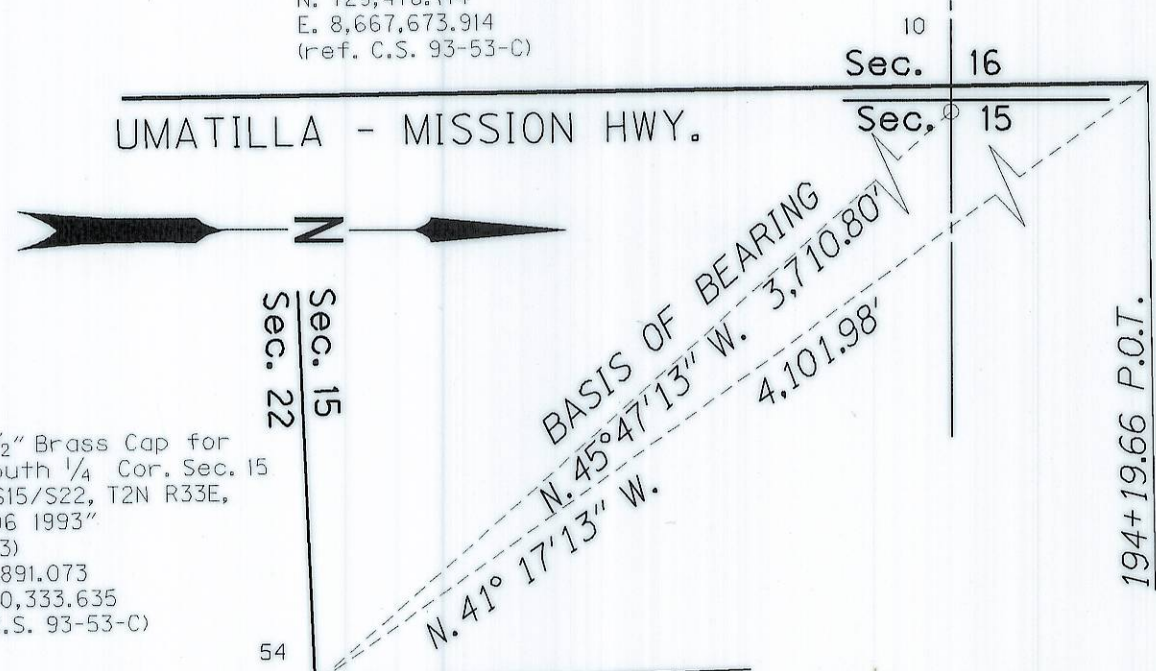 E. 8,667,673.914
(ref. C.S. 93-53-C)
10
Sec. 16
Sec. 15
UMATILLA - MISSION HWY.
N
Sec. 15
Sec. 22
BASIS OF BEARING
N. 45°47'13" W. 3,710.80'
N. 41° 17'13" W. 4,101.98'
194+19.66 P.O.T.
½" Brass Cap for
outh ¼ Cor. Sec. 15
S15/S22, T2N R33E,
06 1993"
3)
891.073
0,333.635
.S. 93-53-C)
54